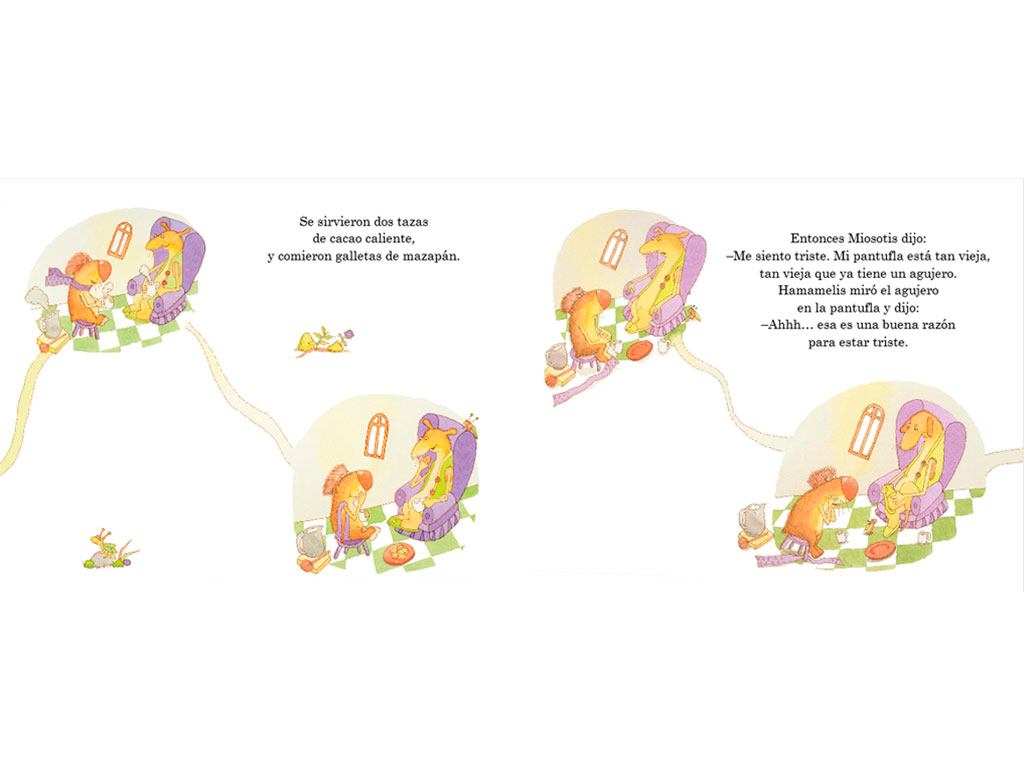 Se sirvieron dos tazas
de cacao caliente,
y comieron galletas de mazapán.
Entonces Miosotis dijo:
–Me siento triste. Mi pantufla está tan vieja,
tan vieja que ya tiene un agujero.
Hamamelis miró el agujero
en la pantufla y dijo:
–Ahhh… esa es una buena razón
para estar triste.